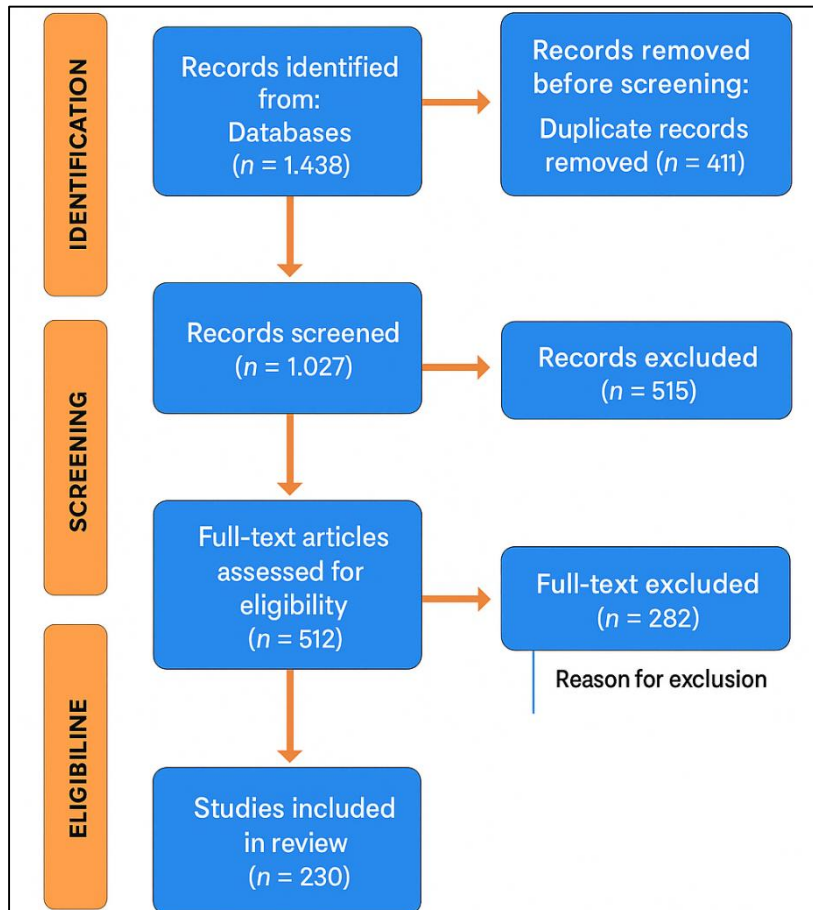 IDENTIFICATION
Records identified
from:
Databases
(n = 1.438)
Records removed
before screening:
Duplicate records
removed (n = 411)
SCREENING
Records screened
(n = 1.027)
Records excluded
(n = 515)
Full-text articles
assessed for
eligibility
(n = 512)
Full-text excluded
(n = 282)
Reason for exclusion
ELIGIBILINE
Studies included
in review
(n = 230)